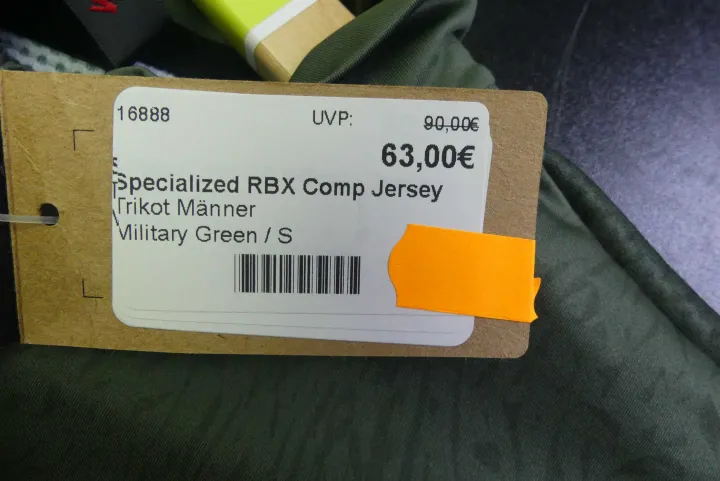 16888 UVP: 90,00€
63,00€
Specialized RBX Comp Jersey
Trikot Männer
Military Green / S